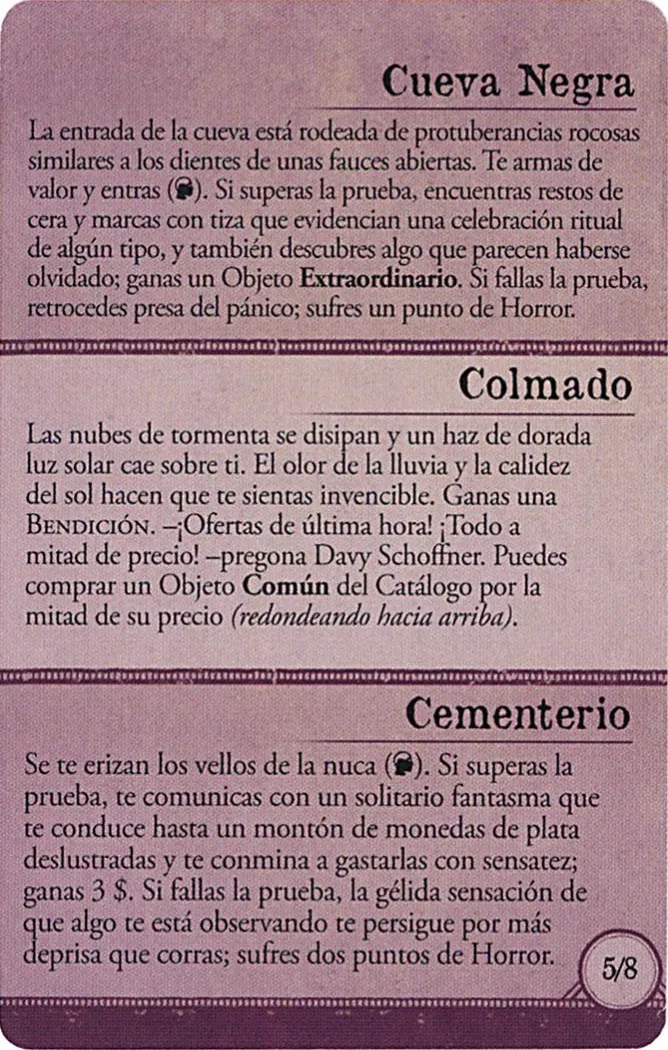 Cueva Negra
La entrada de la cueva está rodeada de protuberancias rocosas
similares a los dientes de unas fauces abiertas. Te armas de
valor y entras (). Si superas la prueba, encuentras restos de
cera y marcas con tiza que evidencian una celebración ritual
de algún tipo, y también descubres algo que parecen haberse
olvidado; ganas un Objeto Extraordinario. Si fallas la prueba,
retrocedes presa del pánico; sufres un punto de Horror.
Colmado
Las nubes de tormenta se disipan y un haz de dorada
luz solar cae sobre ti. El olor de la lluvia y la calidez
del sol hacen que te sientas invencible. Ganas una
BENDICIÓN. –¡Ofertas de última hora! ¡Todo a
mitad de precio! –pregona Davy Schoffner. Puedes
comprar un Objeto Común del Catálogo por la
mitad de su precio (redondeando hacia arriba).
Cementerio
Se te erizan los vellos de la nuca (). Si superas la
prueba, te comunicas con un solitario fantasma que
te conduce hasta un montón de monedas de plata
deslustradas y te conmina a gastarlas con sensatez;
ganas 3 $. Si fallas la prueba, la gélida sensación de
que algo te está observando te persigue por más
deprisa que corras; sufres dos puntos de Horror.
5/8